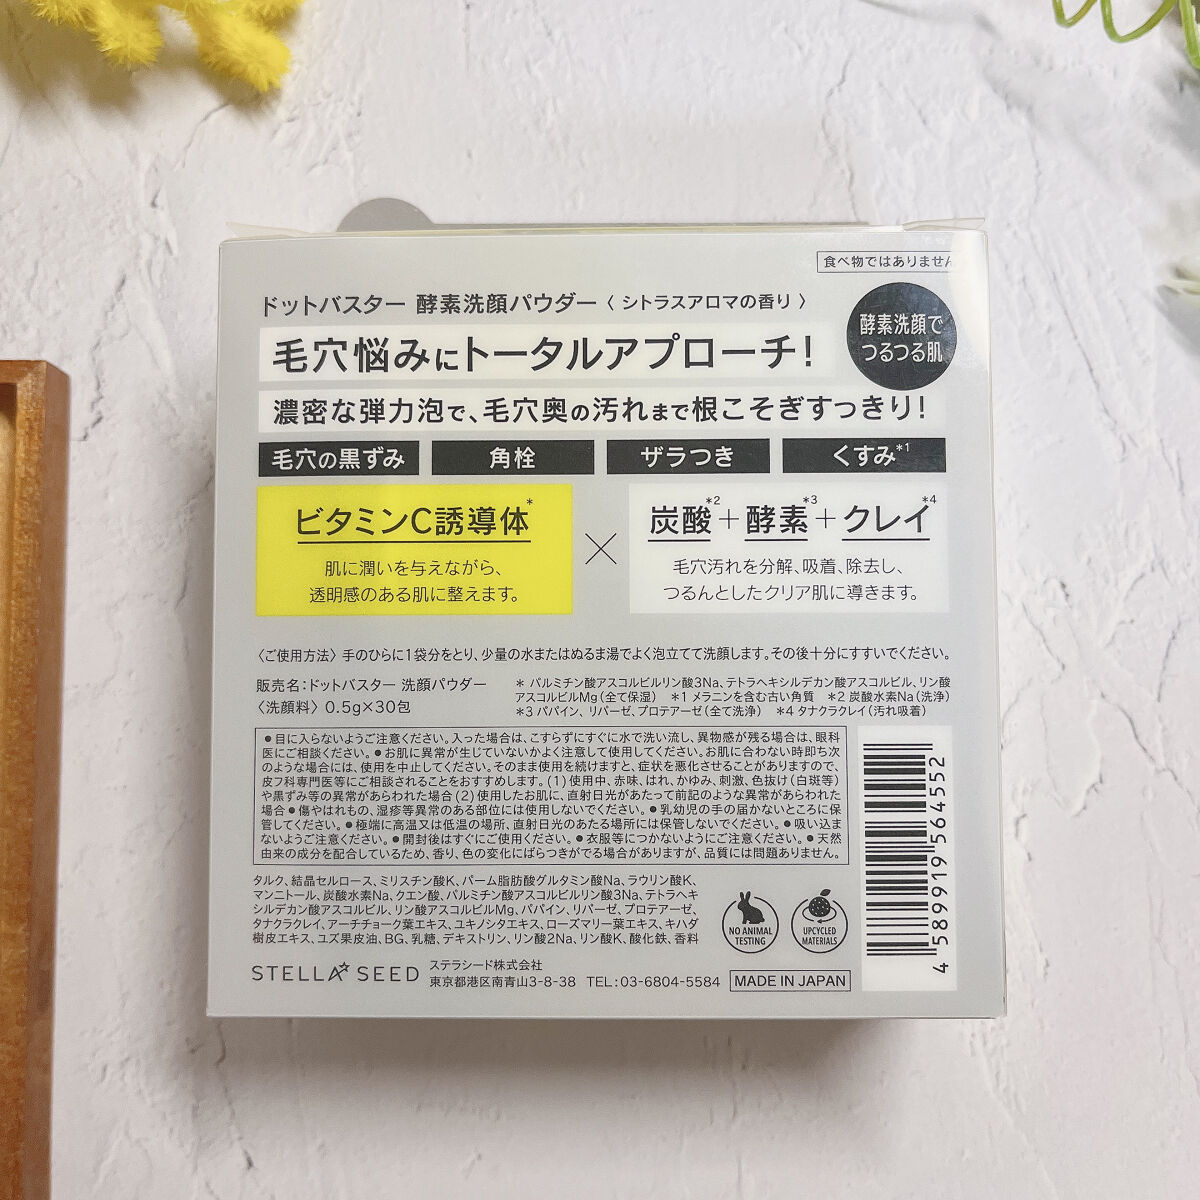 食べ物ではありません
ドットバスター 酵素洗顔パウダー〈 シトラスアロマの香り 〉
酵素洗顔で
つるつる肌
毛穴悩みにトータルアプローチ!
濃密な弾力泡で、毛穴奥の汚れまで根こそぎすっきり!
毛穴の黒ずみ 角栓 ザラつき くすみ*1
ビタミンC誘導体*
肌に潤いを与えながら、
透明感のある肌に整えます。
×
炭酸*2+酵素*3+クレイ*4
毛穴汚れを分解、吸着、除去し、
つるんとしたクリア肌に導きます。
〈ご使用方法〉手のひらに1袋分をとり、少量の水またはぬるま湯でよく泡立てて洗顔します。その後十分にすすいでください。
販売名:ドットバスター 洗顔パウダー
〈洗顔料〉0.5g×30包
* パルミチン酸アスコルビルリン酸3Na、テトラヘキシルデカン酸アスコルビル、リン酸
アスコルビルMg(全て保湿) *1 メラニンを含む古い角質 *2 炭酸水素Na(洗浄)
*3 パパイン、リパーゼ、プロテアーゼ(全て洗浄) *4 タナクラクレイ(汚れ吸着)
●目に入らないようご注意ください。入った場合は、こすらずにすぐに水で洗い流し、異物感が残る場合は、眼科
医にご相談ください。●お肌に異常が生じていないかよく注意して使用してください。お肌に合わない時即ち次
のような場合には、使用を中止してください。そのまま使用を続けますと、症状を悪化させることがありますので、
皮フ科専門医等にご相談されることをおすすめします。(1)使用中、赤味、はれ、かゆみ、刺激、色抜け(白斑等)
や黒ずみ等の異常があらわれた場合(2)使用したお肌に、直射日光があたって前記のような異常があらわれた
場合●傷やはれもの、湿疹等異常のある部位には使用しないでください。●乳幼児の手の届かないところに保
管してください。●極端に高温又は低温の場所、直射日光のあたる場所には保管しないでください。●吸い込ま
ないようご注意ください。●開封後はすぐにご使用ください。●衣服等につかないようにご注意ください。●天然
由来の成分を配合しているため、香り、色の変化にばらつきがでる場合がありますが、品質には問題ありません。
タルク、結晶セルロース、ミリスチン酸K、パーム脂肪酸グルタミン酸Na、ラウリン酸K、
マンニトール、炭酸水素Na、クエン酸、パルミチン酸アスコルビルリン酸3Na、テトラヘキ
シルデカン酸アスコルビル、リン酸アスコルビルMg、パパイン、リパーゼ、プロテアーゼ、
タナクラクレイ、アーチチョーク葉エキス、ユキノシタエキス、ローズマリー葉エキス、キハダ
樹皮エキス、ユズ果皮油、BG、乳糖、デキストリン、リン酸2Na、リン酸K、酸化鉄、香料
NO ANIMAL
TESTING
UPCYCLED
MATERIALS
STELLA SEED
ステラシード株式会社
東京都港区南青山3-8-38 TEL:03-6804-5584
MADE IN JAPAN
4 589919 564552